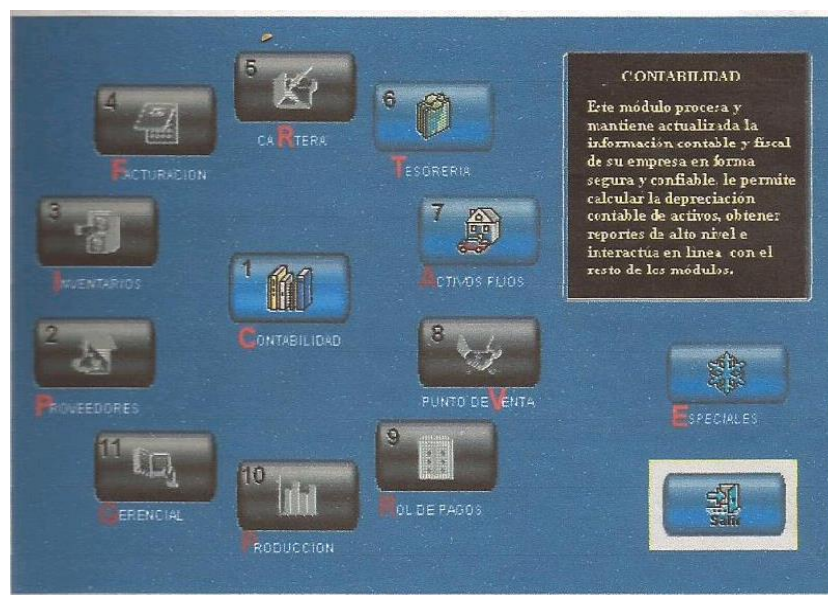 5
CARTERA
4
FACTURACION
6
TESORERIA
CONTABILIDAD
Este módulo procesa y
mantiene actualizada la
información contable y fiscal
de su empresa en forma
segura y confiable, le permite
calcular la depreciación
contable de activos, obtener
reportes de alto nivel e
interactúa en linea con el
resto de los módulos.
3
INVENTARIOS
7
ACTIVOS FIJOS
1
CONTABILIDAD
2
PROVEEDORES
8
PUNTO DE VENTA
ESPECIALES
11
GERENCIAL
10
PRODUCCION
9
ROL DE PAGOS
Salir